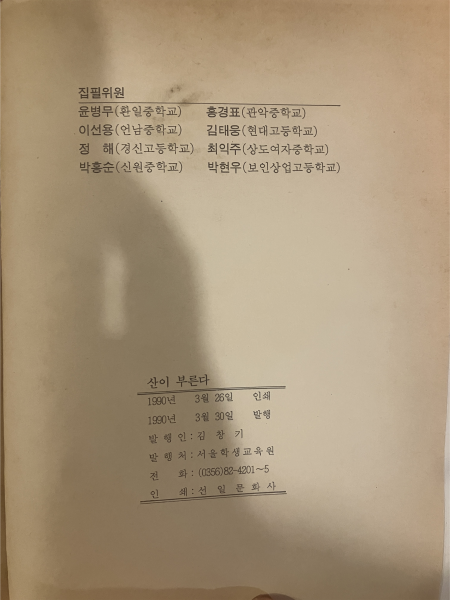 집필위원
윤병무(환일중학교) 홍경표(관악중학교)
이선용(언남중학교) 김태웅(현대고등학교)
정 해(경신고등학교) 최익주(상도여자중학교)
박홍순(신원중학교) 박현우(보인상업고등학교)
산이 부른다
1990년 3월 26일 인쇄
1990년 3월 30일 발행
발 행 인 : 김 창 기
발 행 처 : 서울학생교육원
전 화 : (0356)82-4201~5
인 쇄 : 선 일 문 화 사